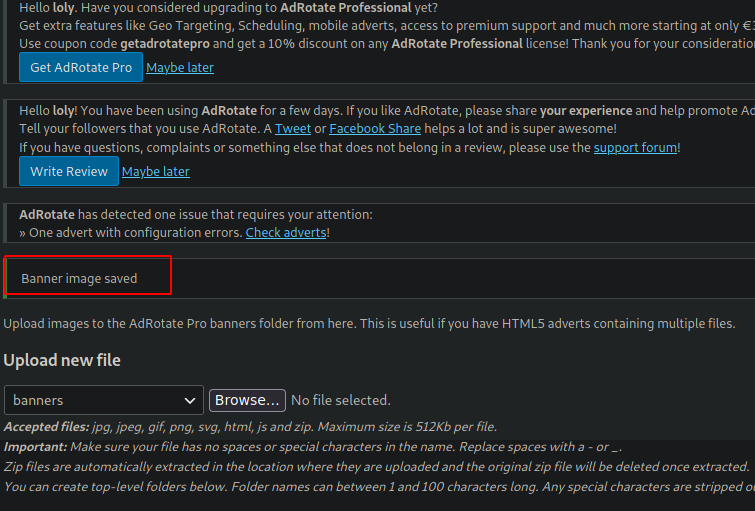 Hello loly. Have you considered upgrading to AdRotate Professional yet?
Get extra features like Geo Targeting, Scheduling, mobile adverts, access to premium support and much more starting at only €
Use coupon code getadrotatepro and get a 10% discount on any AdRotate Professional license! Thank you for your consideration
Get AdRotate Pro Maybe later
Hello loly! You have been using AdRotate for a few days. If you like AdRotate, please share your experience and help promote Ad
Tell your followers that you use AdRotate. A Tweet or Facebook Share helps a lot and is super awesome!
If you have questions, complaints or something else that does not belong in a review, please use the support forum!
Write Review Maybe later
AdRotate has detected one issue that requires your attention:
» One advert with configuration errors. Check adverts!
Banner image saved
Upload images to the AdRotate Pro banners folder from here. This is useful if you have HTML5 adverts containing multiple files.
Upload new file
banners Browse... No file selected.
Accepted files: jpg, jpeg, gif, png, svg, html, js and zip. Maximum size is 512Kb per file.
Important: Make sure your file has no spaces or special characters in the name. Replace spaces with a - or _.
Zip files are automatically extracted in the location where they are uploaded and the original zip file will be deleted once extracted.
You can create top-level folders below. Folder names can between 1 and 100 characters long. Any special characters are stripped